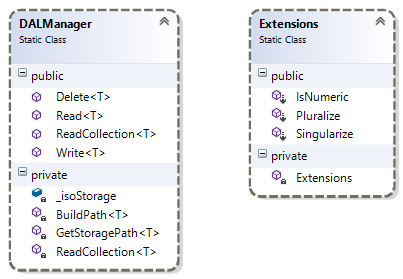 DALManager
Static Class
public
Delete<T>
Read<T>
ReadCollection<T>
Write<T>
private
_isoStorage
BuildPath<T>
GetStoragePath<T>
ReadCollection<T>
Extensions
Static Class
public
IsNumeric
Pluralize
Singularize
private
Extensions